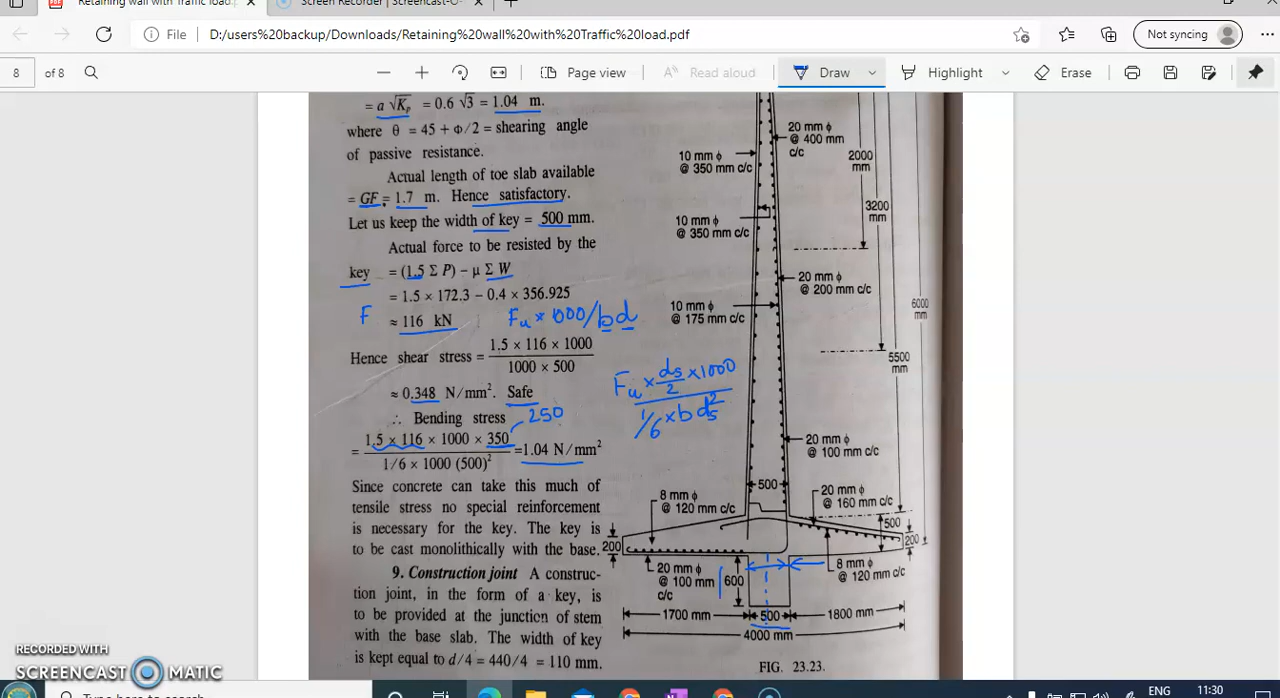 Retaining wall with Traffic load.
Screen Recorder | Screencast-O-
File
D:/users%20backup/Downloads/Retaining%20wall%20with%20Traffic%20load.pdf
Not syncing
8 of 8
Page view
Read aloud
Draw
Highlight
Erase
= a √Kp = 0.6 √3 = 1.04 m.
where θ = 45 + Φ/2 = shearing angle
of passive resistance.
Actual length of toe slab available
= GF = 1.7 m. Hence satisfactory.
Let us keep the width of key = 500 mm.
Actual force to be resisted by the
key = (1.5 Σ P) − μ Σ W
= 1.5 × 172.3 − 0.4 × 356.925
F ≈ 116 kN
Fu × 1000/bd
Hence shear stress = 1.5 × 116 × 1000
1000 × 500
≈ 0.348 N/mm². Safe
∴ Bending stress
250
= 1.5 × 116 × 1000 × 350 = 1.04 N/mm²
1/6 × 1000 (500)²
Fu × ds/2 × 1000
1/6 × b ds²
Since concrete can take this much of
tensile stress no special reinforcement
is necessary for the key. The key is
to be cast monolithically with the base.
9. Construction joint A construc-
tion joint, in the form of a key, is
to be provided at the junction of stem
with the base slab. The width of key
is kept equal to d/4 = 440/4 = 110 mm.
20 mm ϕ
@ 400 mm
c/c
10 mm ϕ
@ 350 mm c/c
2000
mm
3200
mm
10 mm ϕ
@ 350 mm c/c
20 mm ϕ
@ 200 mm c/c
10 mm ϕ
@ 175 mm c/c
6000
mm
5500
mm
20 mm ϕ
@ 100 mm c/c
500
8 mm ϕ
@ 120 mm c/c
20 mm ϕ
@ 160 mm c/c
500
200
200
20 mm ϕ
@ 100 mm
c/c
600
8 mm ϕ
@ 120 mm c/c
1700 mm
500
1800 mm
4000 mm
FIG. 23.23.
RECORDED WITH
SCREENCAST MATIC
ENG
11:30